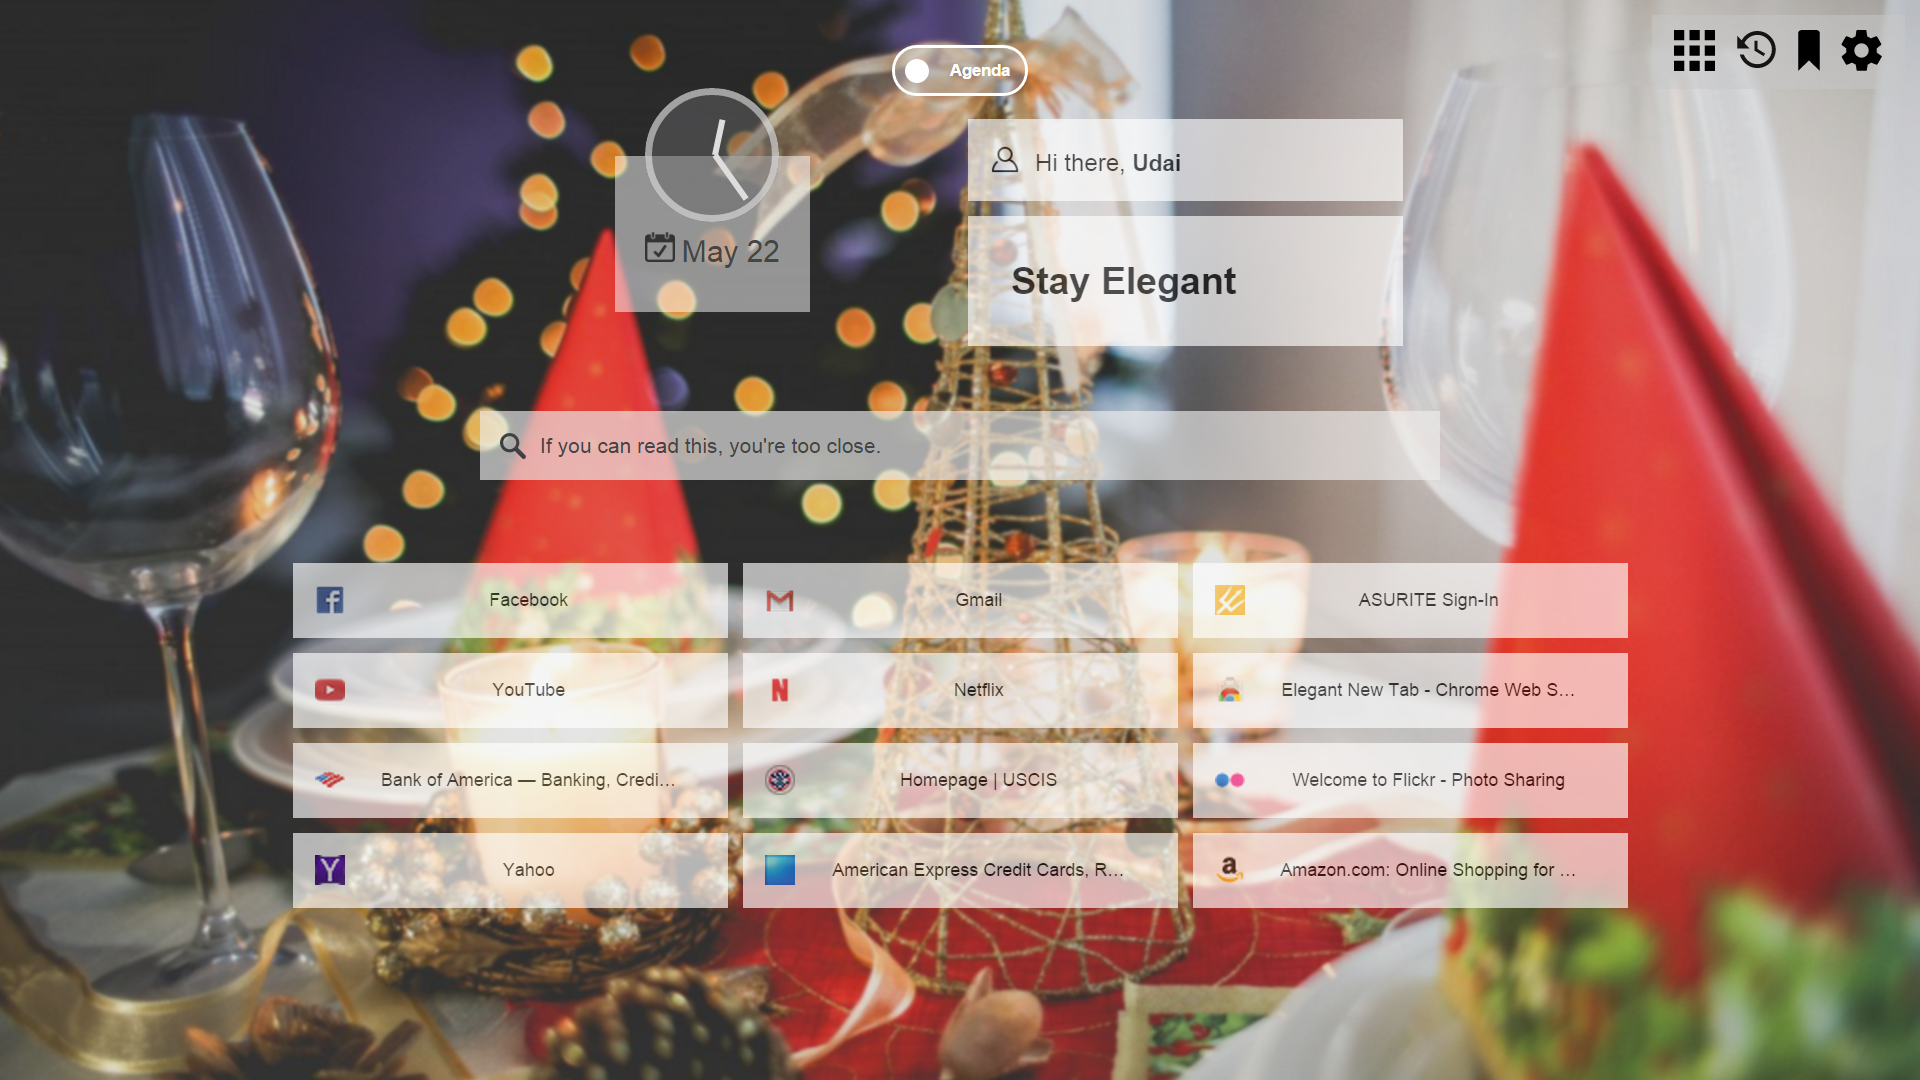 Agenda
Hi there, Udai
May 22
Stay Elegant
If you can read this, you're too close.
Facebook
Gmail
ASURITE Sign-In
YouTube
Netflix
Elegant New Tab - Chrome Web S...
Bank of America — Banking, Credi...
Homepage | USCIS
Welcome to Flickr - Photo Sharing
Yahoo
American Express Credit Cards, R...
Amazon.com: Online Shopping for ...